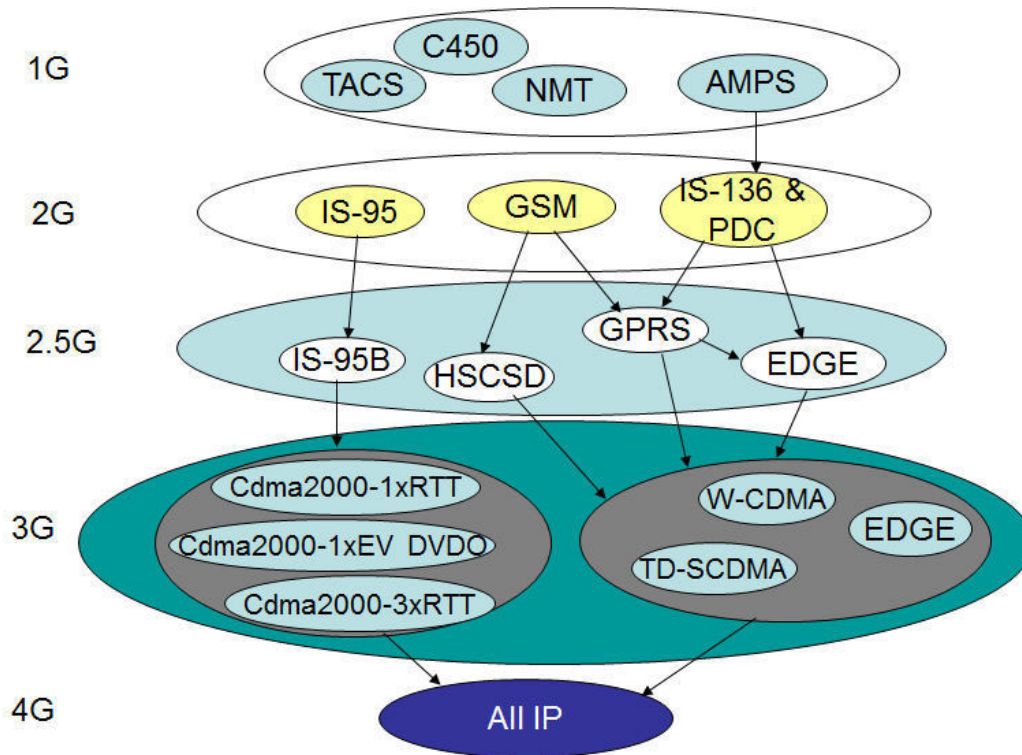 1G
C450
TACS
NMT
AMPS
2G
IS-95
GSM
IS-136 &
PDC
2.5G
IS-95B
HSCSD
GPRS
EDGE
3G
Cdma2000-1xRTT
Cdma2000-1xEV DVDO
Cdma2000-3xRTT
W-CDMA
EDGE
TD-SCDMA
4G
All IP